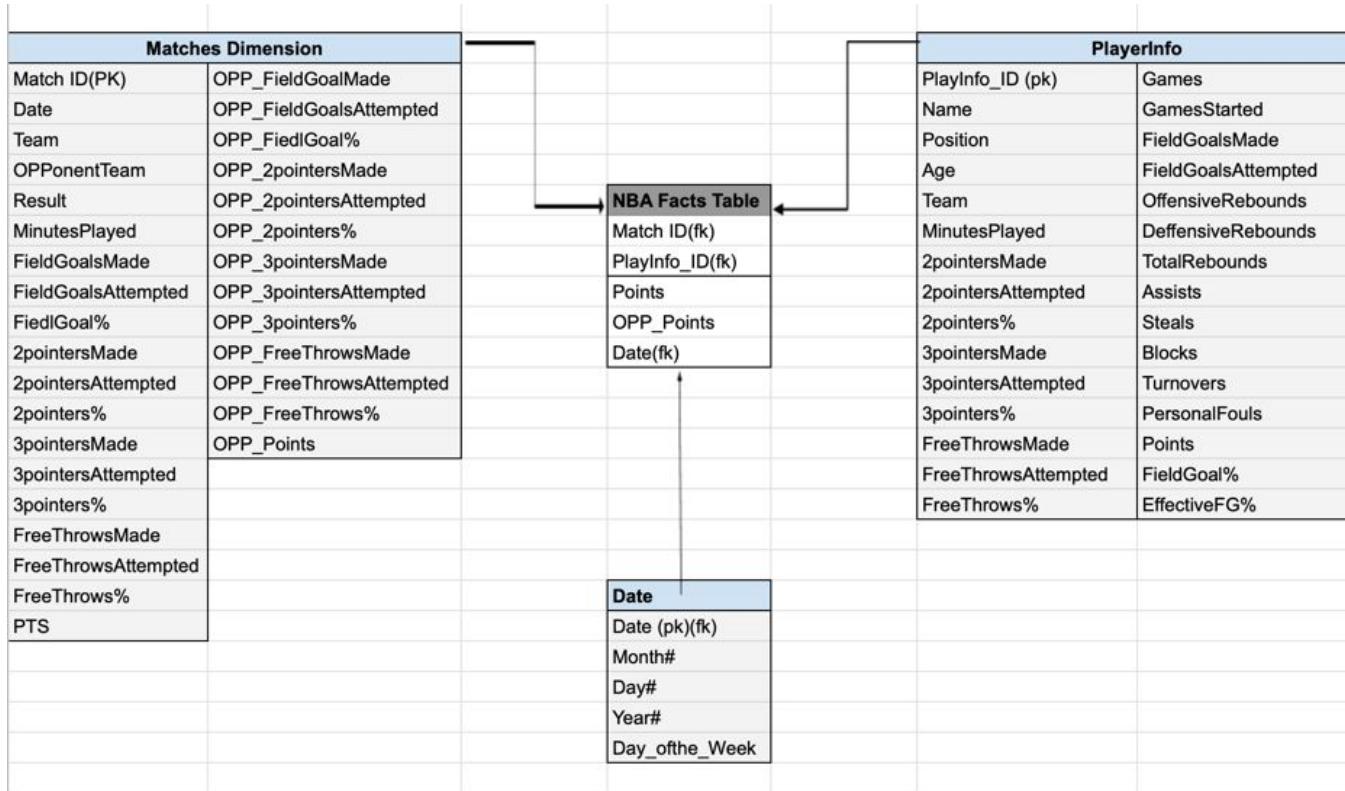 Matches Dimension
Match ID(PK)
Date
Team
OPPonentTeam
Result
MinutesPlayed
FieldGoalsMade
FieldGoalsAttempted
FiedlGoal%
2pointersMade
2pointersAttempted
2pointers%
3pointersMade
3pointersAttempted
3pointers%
FreeThrowsMade
FreeThrowsAttempted
FreeThrows%
PTS
OPP_FieldGoalMade
OPP_FieldGoalsAttempted
OPP_FiedlGoal%
OPP_2pointersMade
OPP_2pointersAttempted
OPP_2pointers%
OPP_3pointersMade
OPP_3pointersAttempted
OPP_3pointers%
OPP_FreeThrowsMade
OPP_FreeThrowsAttempted
OPP_FreeThrows%
OPP_Points
NBA Facts Table
Match ID(fk)
PlayInfo_ID(fk)
Points
OPP_Points
Date(fk)
Date
Date (pk)(fk)
Month#
Day#
Year#
Day_ofthe_Week
PlayerInfo
PlayInfo_ID (pk)
Name
Position
Age
Team
MinutesPlayed
2pointersMade
2pointersAttempted
2pointers%
3pointersMade
3pointersAttempted
3pointers%
FreeThrowsMade
FreeThrowsAttempted
FreeThrows%
Games
GamesStarted
FieldGoalsMade
FieldGoalsAttempted
OffensiveRebounds
DeffensiveRebounds
TotalRebounds
Assists
Steals
Blocks
Turnovers
PersonalFouls
Points
FieldGoal%
EffectiveFG%